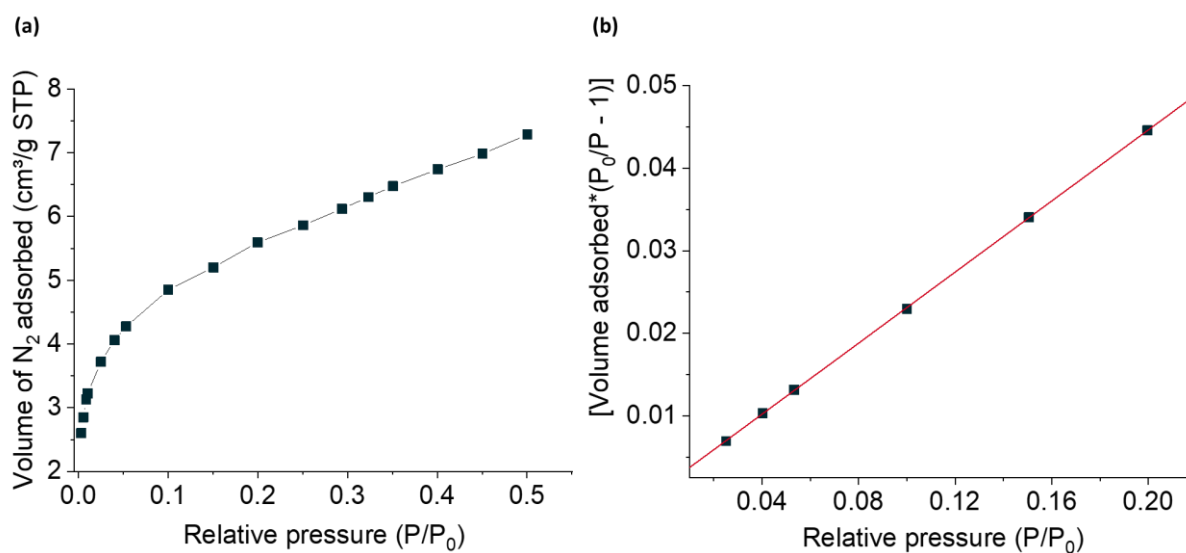 (a)
Volume of N₂ adsorbed (cm³/g STP)
8
7
6
5
4
3
2
0.0 0.1 0.2 0.3 0.4 0.5
Relative pressure (P/P₀)
(b)
[Volume adsorbed*(P₀/P - 1)]
0.05
0.04
0.03
0.02
0.01
0.04 0.08 0.12 0.16 0.20
Relative pressure (P/P₀)